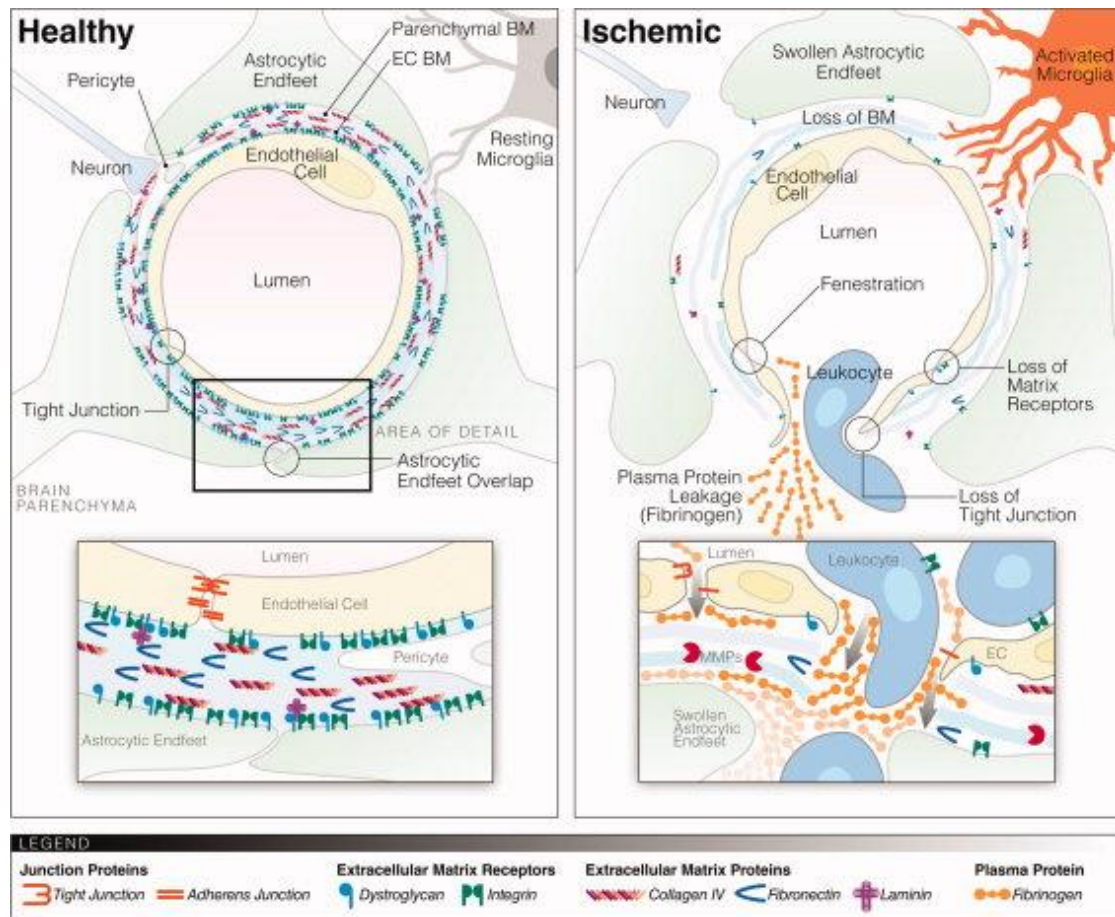 Healthy
Parenchymal BM
EC BM
Astrocytic
Endfeet
Pericyte
Resting
Microglia
Neuron
Endothelial
Cell
Lumen
Tight Junction
AREA OF DETAIL
Astrocytic
Endfeet Overlap
BRAIN
PARENCHYMA
Lumen
Endothelial Cell
Pericyte
Astrocytic Endfeet
Ischemic
Swollen Astrocytic
Endfeet
Activated
Microglia
Neuron
Loss of BM
Endothelial
Cell
Lumen
Fenestration
Leukocyte
Loss of
Matrix
Receptors
Plasma Protein
Leakage
(Fibrinogen)
Loss of
Tight Junction
Lumen
Leukocyte
MMPs
EC
Swollen
Astrocytic
Endfeet
LEGEND
Junction Proteins
Tight Junction
Adherens Junction
Extracellular Matrix Receptors
Dystroglycan
Integrin
Extracellular Matrix Proteins
Collagen IV
Fibronectin
Laminin
Plasma Protein
Fibrinogen